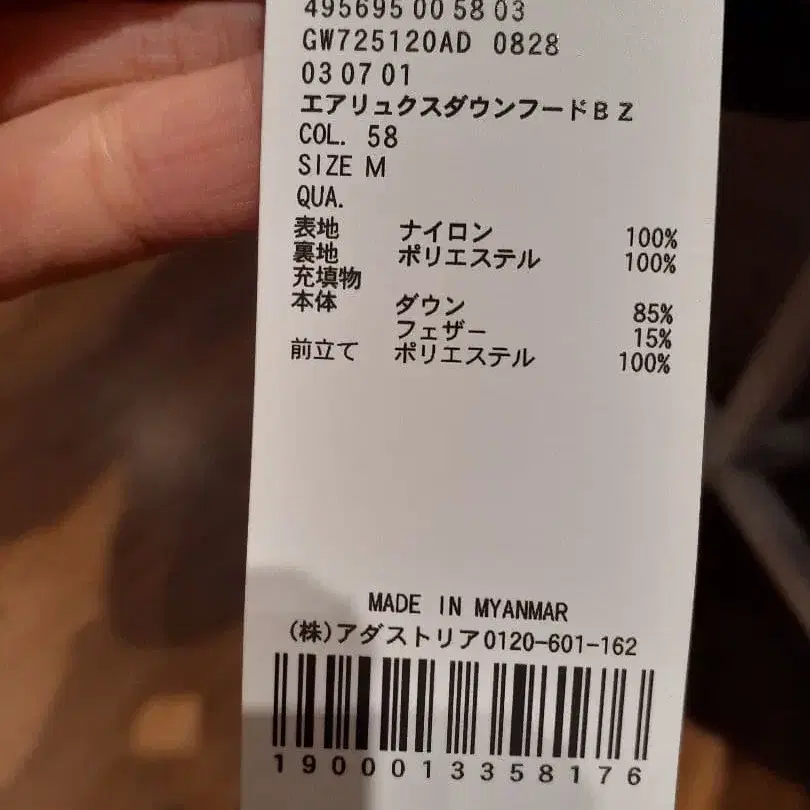 495695 00 58 03
GW725120AD 0828
03 07 01
エアリュクスダウンフードＢＺ
COL. 58
SIZE M
QUA.
表地 ナイロン 100%
裏地 ポリエステル 100%
充填物
本体 ダウン 85%
フェザー 15%
前立て ポリエステル 100%
MADE IN MYANMAR
(株)アダストリア0120-601-162
1900013358176